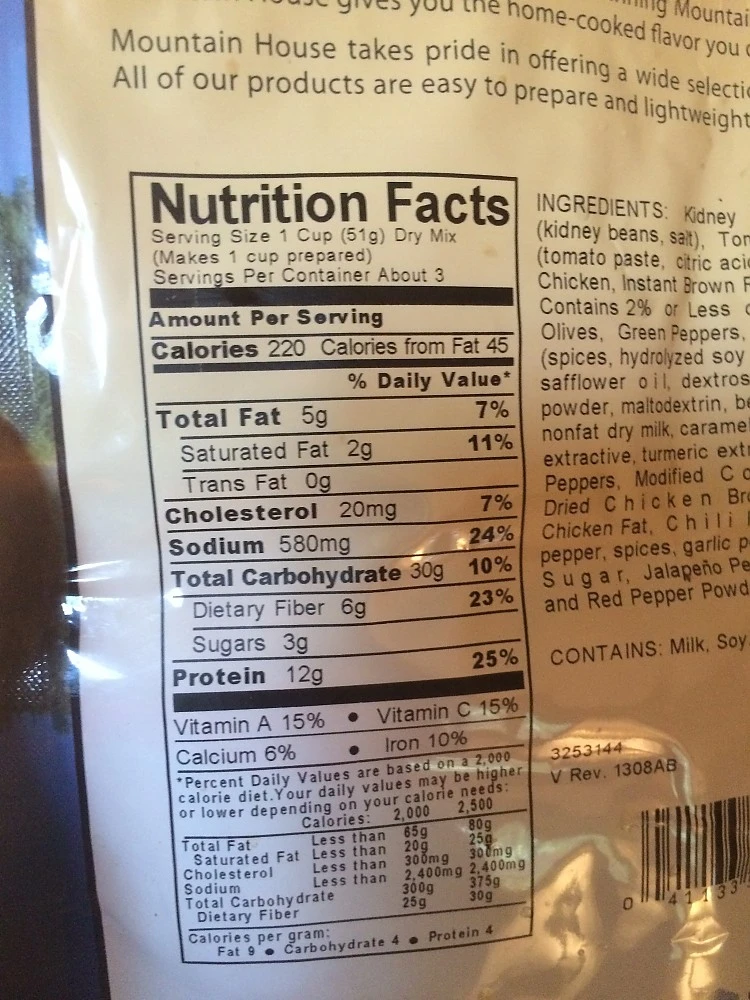 gives you the home-cooked flavor you
Mountain House takes pride in offering a wide
All of our products are easy to prepare and lightweight
Nutrition Facts
Serving Size 1 Cup (51g) Dry Mix
(Makes 1 cup prepared)
Servings Per Container About 3
Amount Per Serving
Calories 220 Calories from Fat 45
% Daily Value*
Total Fat 5g 7%
Saturated Fat 2g 11%
Trans Fat 0g
Cholesterol 20mg 7%
Sodium 580mg 24%
Total Carbohydrate 30g 10%
Dietary Fiber 6g 23%
Sugars 3g
Protein 12g 25%
Vitamin A 15% • Vitamin C 15%
Calcium 6% • Iron 10%
*Percent Daily Values are based on a 2,000
calorie diet.Your daily values may be higher
or lower depending on your calorie needs:
Calories: 2,000 2,500
Total Fat Less than 65g 80g
Saturated Fat Less than 20g 25g
Cholesterol Less than 300mg 300mg
Sodium Less than 2,400mg 2,400mg
Total Carbohydrate 300g 375g
Dietary Fiber 25g 30g
Calories per gram:
Fat 9 • Carbohydrate 4 • Protein 4
INGREDIENTS: Kidney
(kidney beans, salt),
(tomato paste, citric
Chicken, Instant Brown
Contains 2% or Less
Olives, Green Peppers,
(spices, hydrolyzed soy
safflower oil,
powder, maltodextrin,
nonfat dry milk,
extractive, turmeric
Peppers, Modified
Dried Chicken
Chicken Fat, Chili
pepper, spices, garlic
Sugar, Jalapeño
and Red Pepper
CONTAINS: Milk, Soy
3253144
V Rev. 1308AB
0 41133